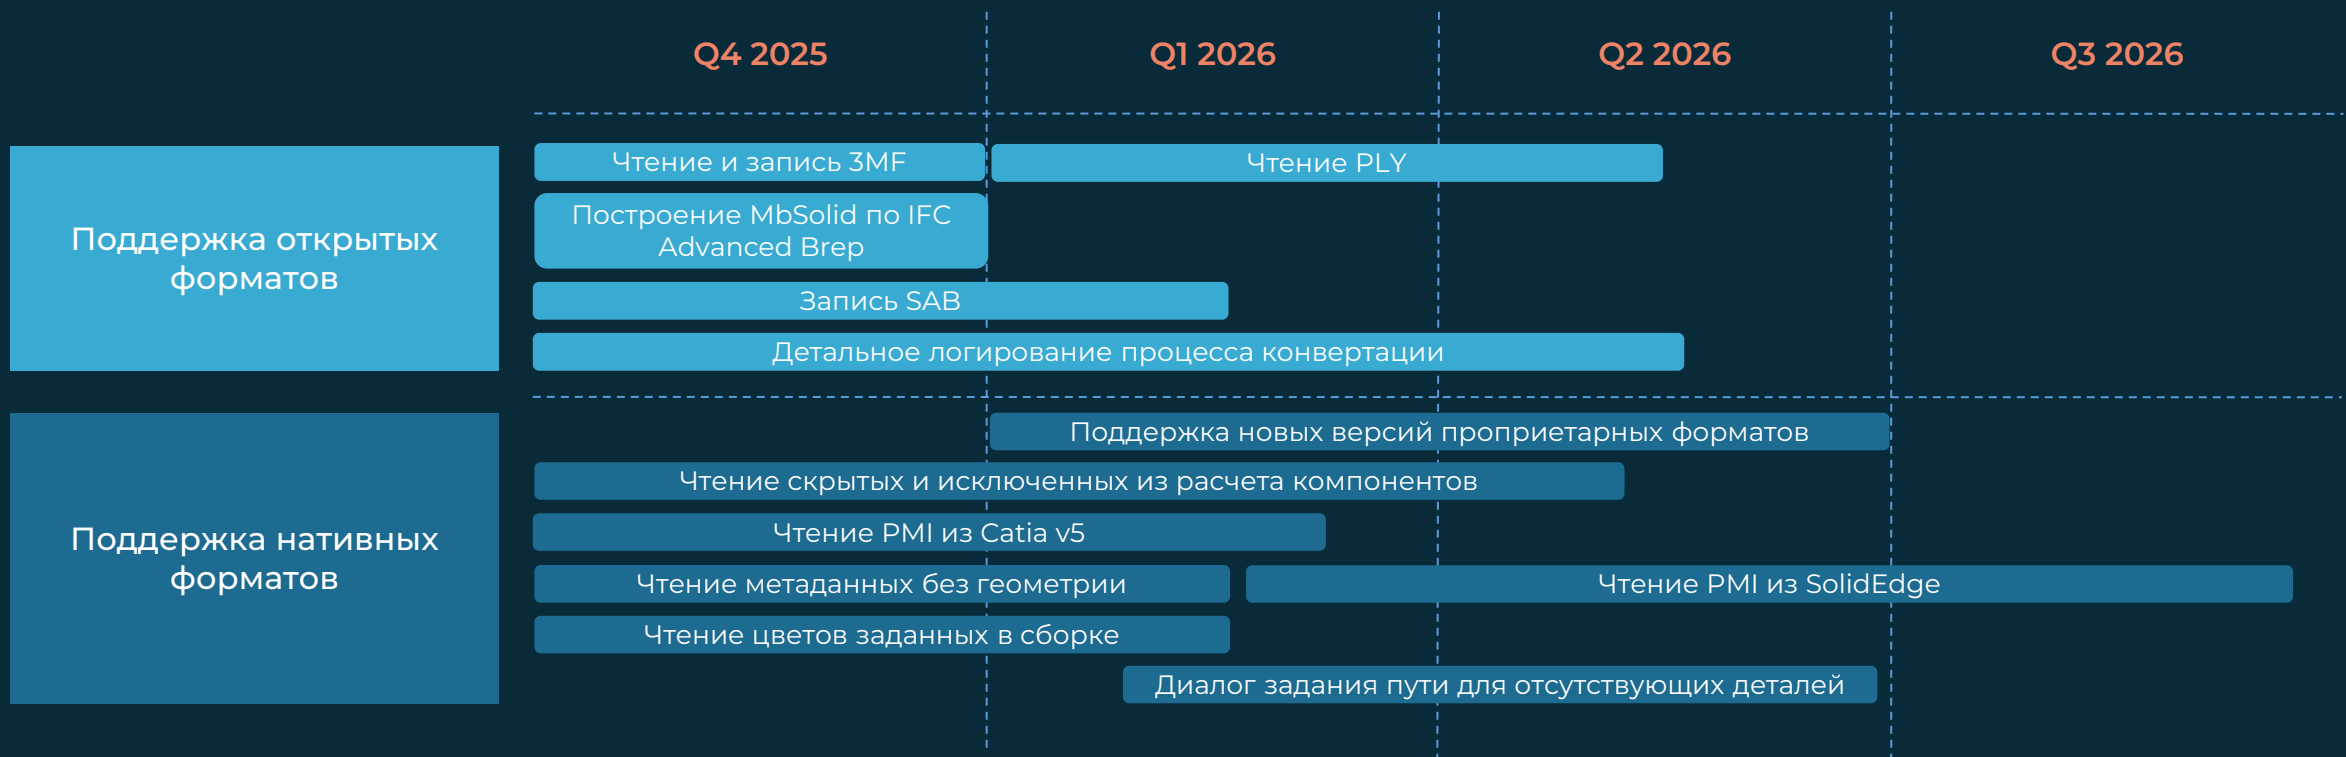 Q4 2025
Q1 2026
Q2 2026
Q3 2026
Поддержка открытых
форматов
Чтение и запись 3MF
Чтение PLY
Построение MbSolid по IFC
Advanced Brep
Запись SAB
Детальное логирование процесса конвертации
Поддержка нативных
форматов
Поддержка новых версий проприетарных форматов
Чтение скрытых и исключенных из расчета компонентов
Чтение PMI из Catia v5
Чтение метаданных без геометрии
Чтение PMI из SolidEdge
Чтение цветов заданных в сборке
Диалог задания пути для отсутствующих деталей